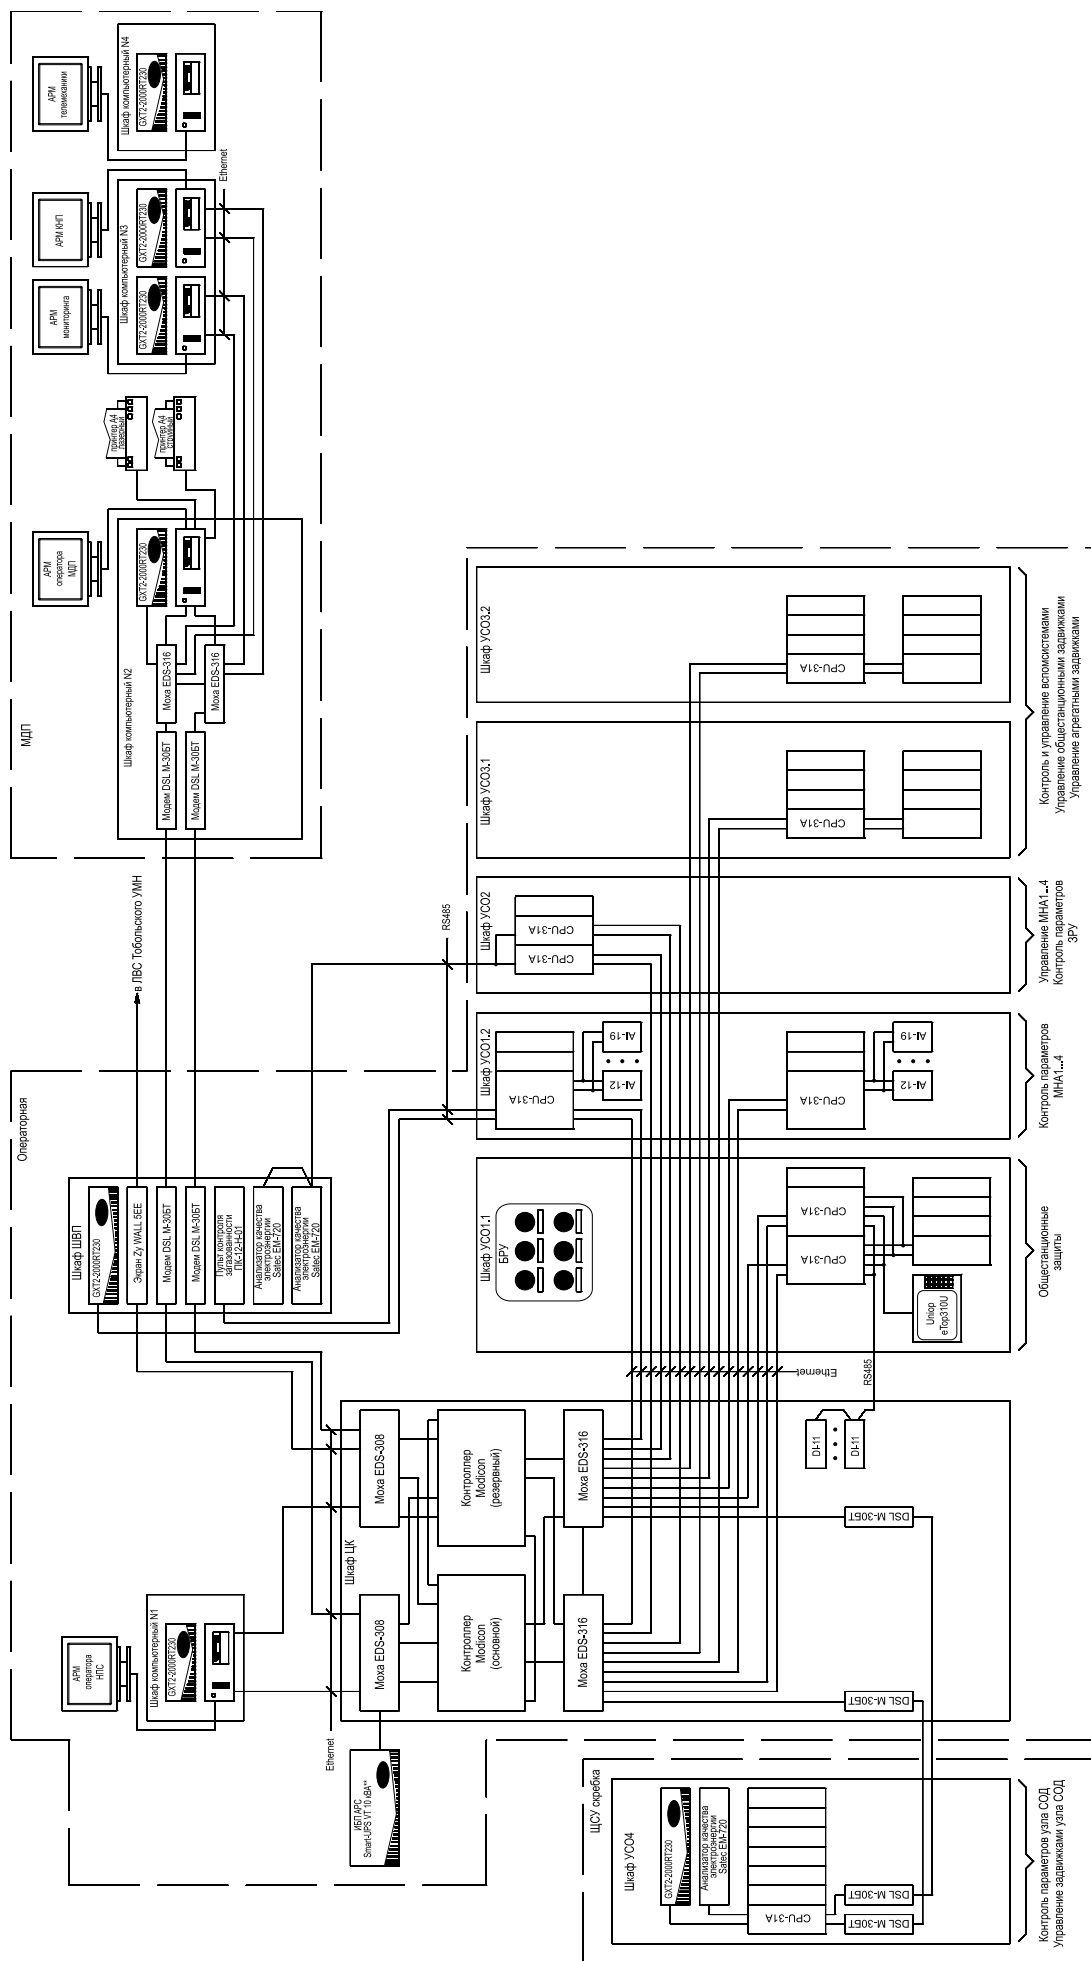 МДП
АРМ
телемеханики
Шкаф компьютерный N4
GXT2-2000RT230
Ethernet
АРМ КНП
Шкаф компьютерный N3
GXT2-2000RT230
АРМ
мониторинга
GXT2-2000RT230
принтер А4
лазерный
принтер А4
струйный
АРМ
оператора
МДП
Шкаф компьютерный N2
GXT2-2000RT230
Moxa EDS-316
Moxa EDS-316
Модем DSL М-30БТ
Модем DSL М-30БТ
в ЛВС Тобольского УМН
Операторная
Шкаф ШВП
GXT2-2000RT230
Экран Zy WALL 5EE
Модем DSL М-30БТ
Модем DSL М-30БТ
Пульт контроля
загазованности
ПК-12-Н-01
Анализатор качества
электроэнергии
Satec EM-720
Анализатор качества
электроэнергии
Satec EM-720
RS485
АРМ
оператора
НПС
Шкаф компьютерный N1
GXT2-2000RT230
Ethernet
ИБП APC
Smart-UPS VT 10 кВА**
Шкаф ЦК
Moxa EDS-308
Moxa EDS-308
Контроллер
Modicon
(основной)
Контроллер
Modicon
(резервный)
Moxa EDS-316
Moxa EDS-316
Ethernet
RS485
DI-11
DI-11
DSL М-30БТ
DSL М-30БТ
Шкаф УСО3.2
CPU-31A
Шкаф УСО3.1
CPU-31A
Контроль и управление вспомсистемами
Управление общестанционными задвижками
Управление агрегатными задвижками
Шкаф УСО2
CPU-31A
CPU-31A
Управление МНА1...4
Контроль параметров
ЗРУ
Шкаф УСО1.2
CPU-31A
AI-12
AI-19
CPU-31A
AI-12
AI-19
Контроль параметров
МНА1...4
Шкаф УСО1.1
БРУ
CPU-31A
CPU-31A
Uniop
eTop310U
Общестанционные
защиты
ЩСУ скребка
Шкаф УСО4
GXT2-2000RT230
Анализатор качества
электроэнергии
Satec EM-720
CPU-31A
DSL М-30БТ
DSL М-30БТ
Контроль параметров узла СОД
Управление задвижками узла СОД